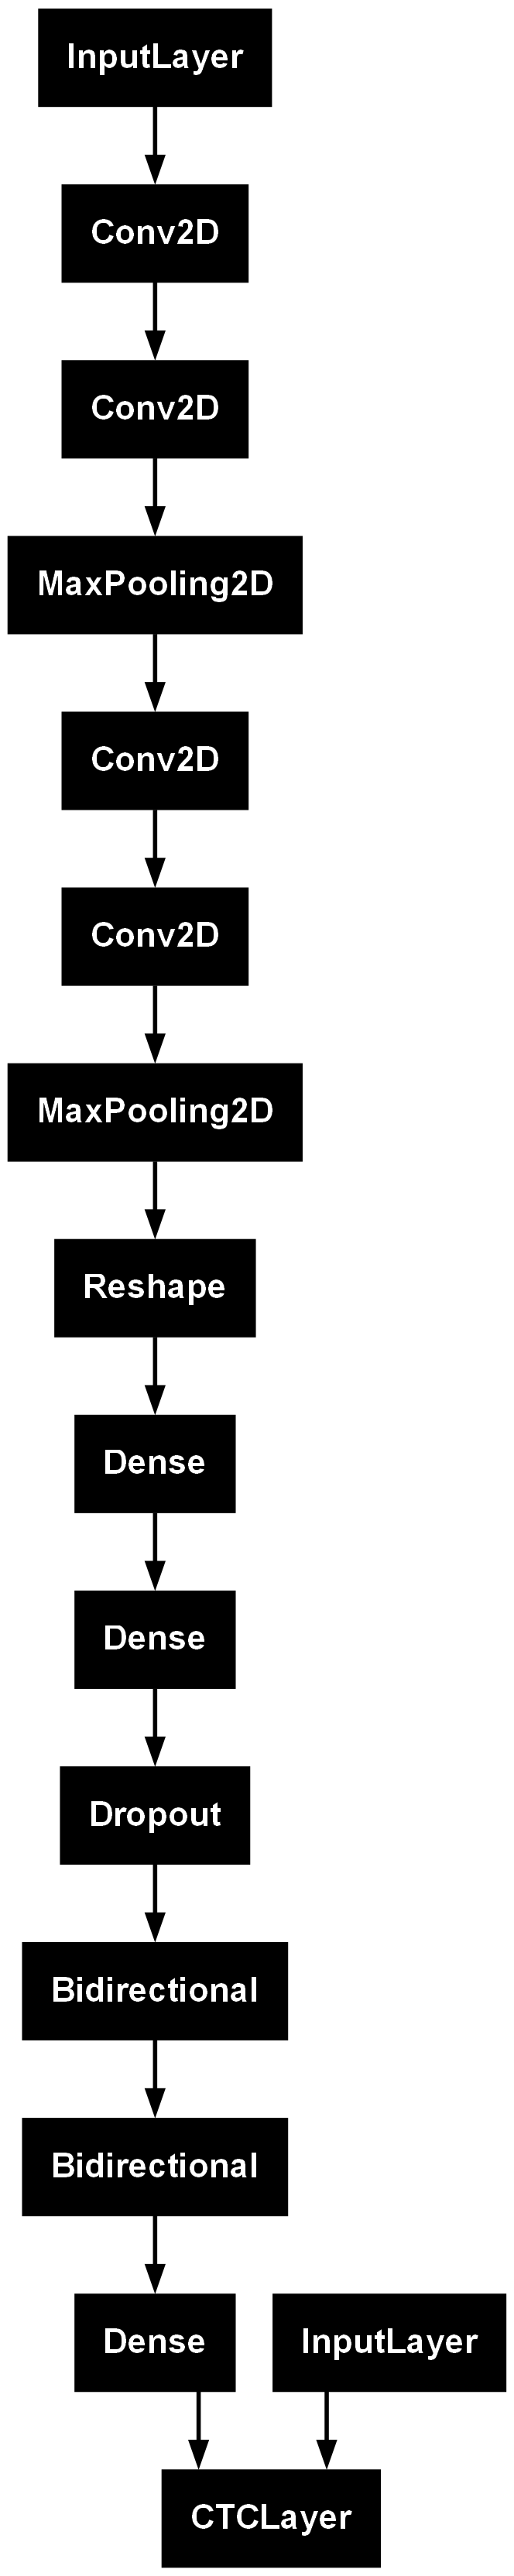 InputLayer
Conv2D
Conv2D
MaxPooling2D
Conv2D
Conv2D
MaxPooling2D
Reshape
Dense
Dense
Dropout
Bidirectional
Bidirectional
Dense InputLayer
CTCLayer